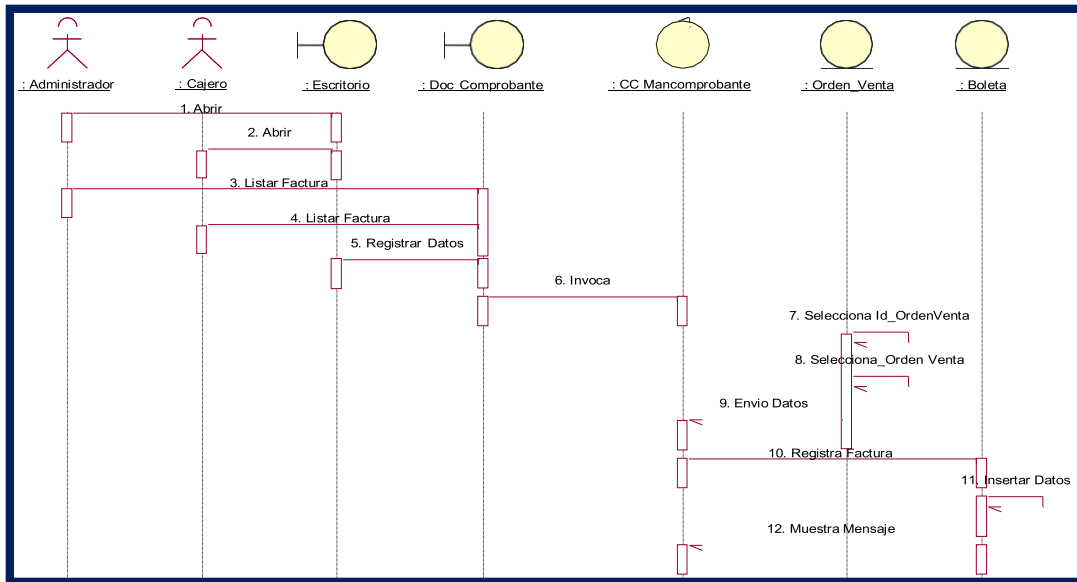 : Administrador
: Cajero
: Escritorio
: Doc_Comprobante
: CC Mancomprobante
: Orden_Venta
: Boleta
1. Abrir
2. Abrir
3. Listar Factura
4. Listar Factura
5. Registrar Datos
6. Invoca
7. Selecciona Id_OrdenVenta
8. Selecciona_Orden Venta
9. Envio Datos
10. Registra Factura
11. Insertar Datos
12. Muestra Mensaje